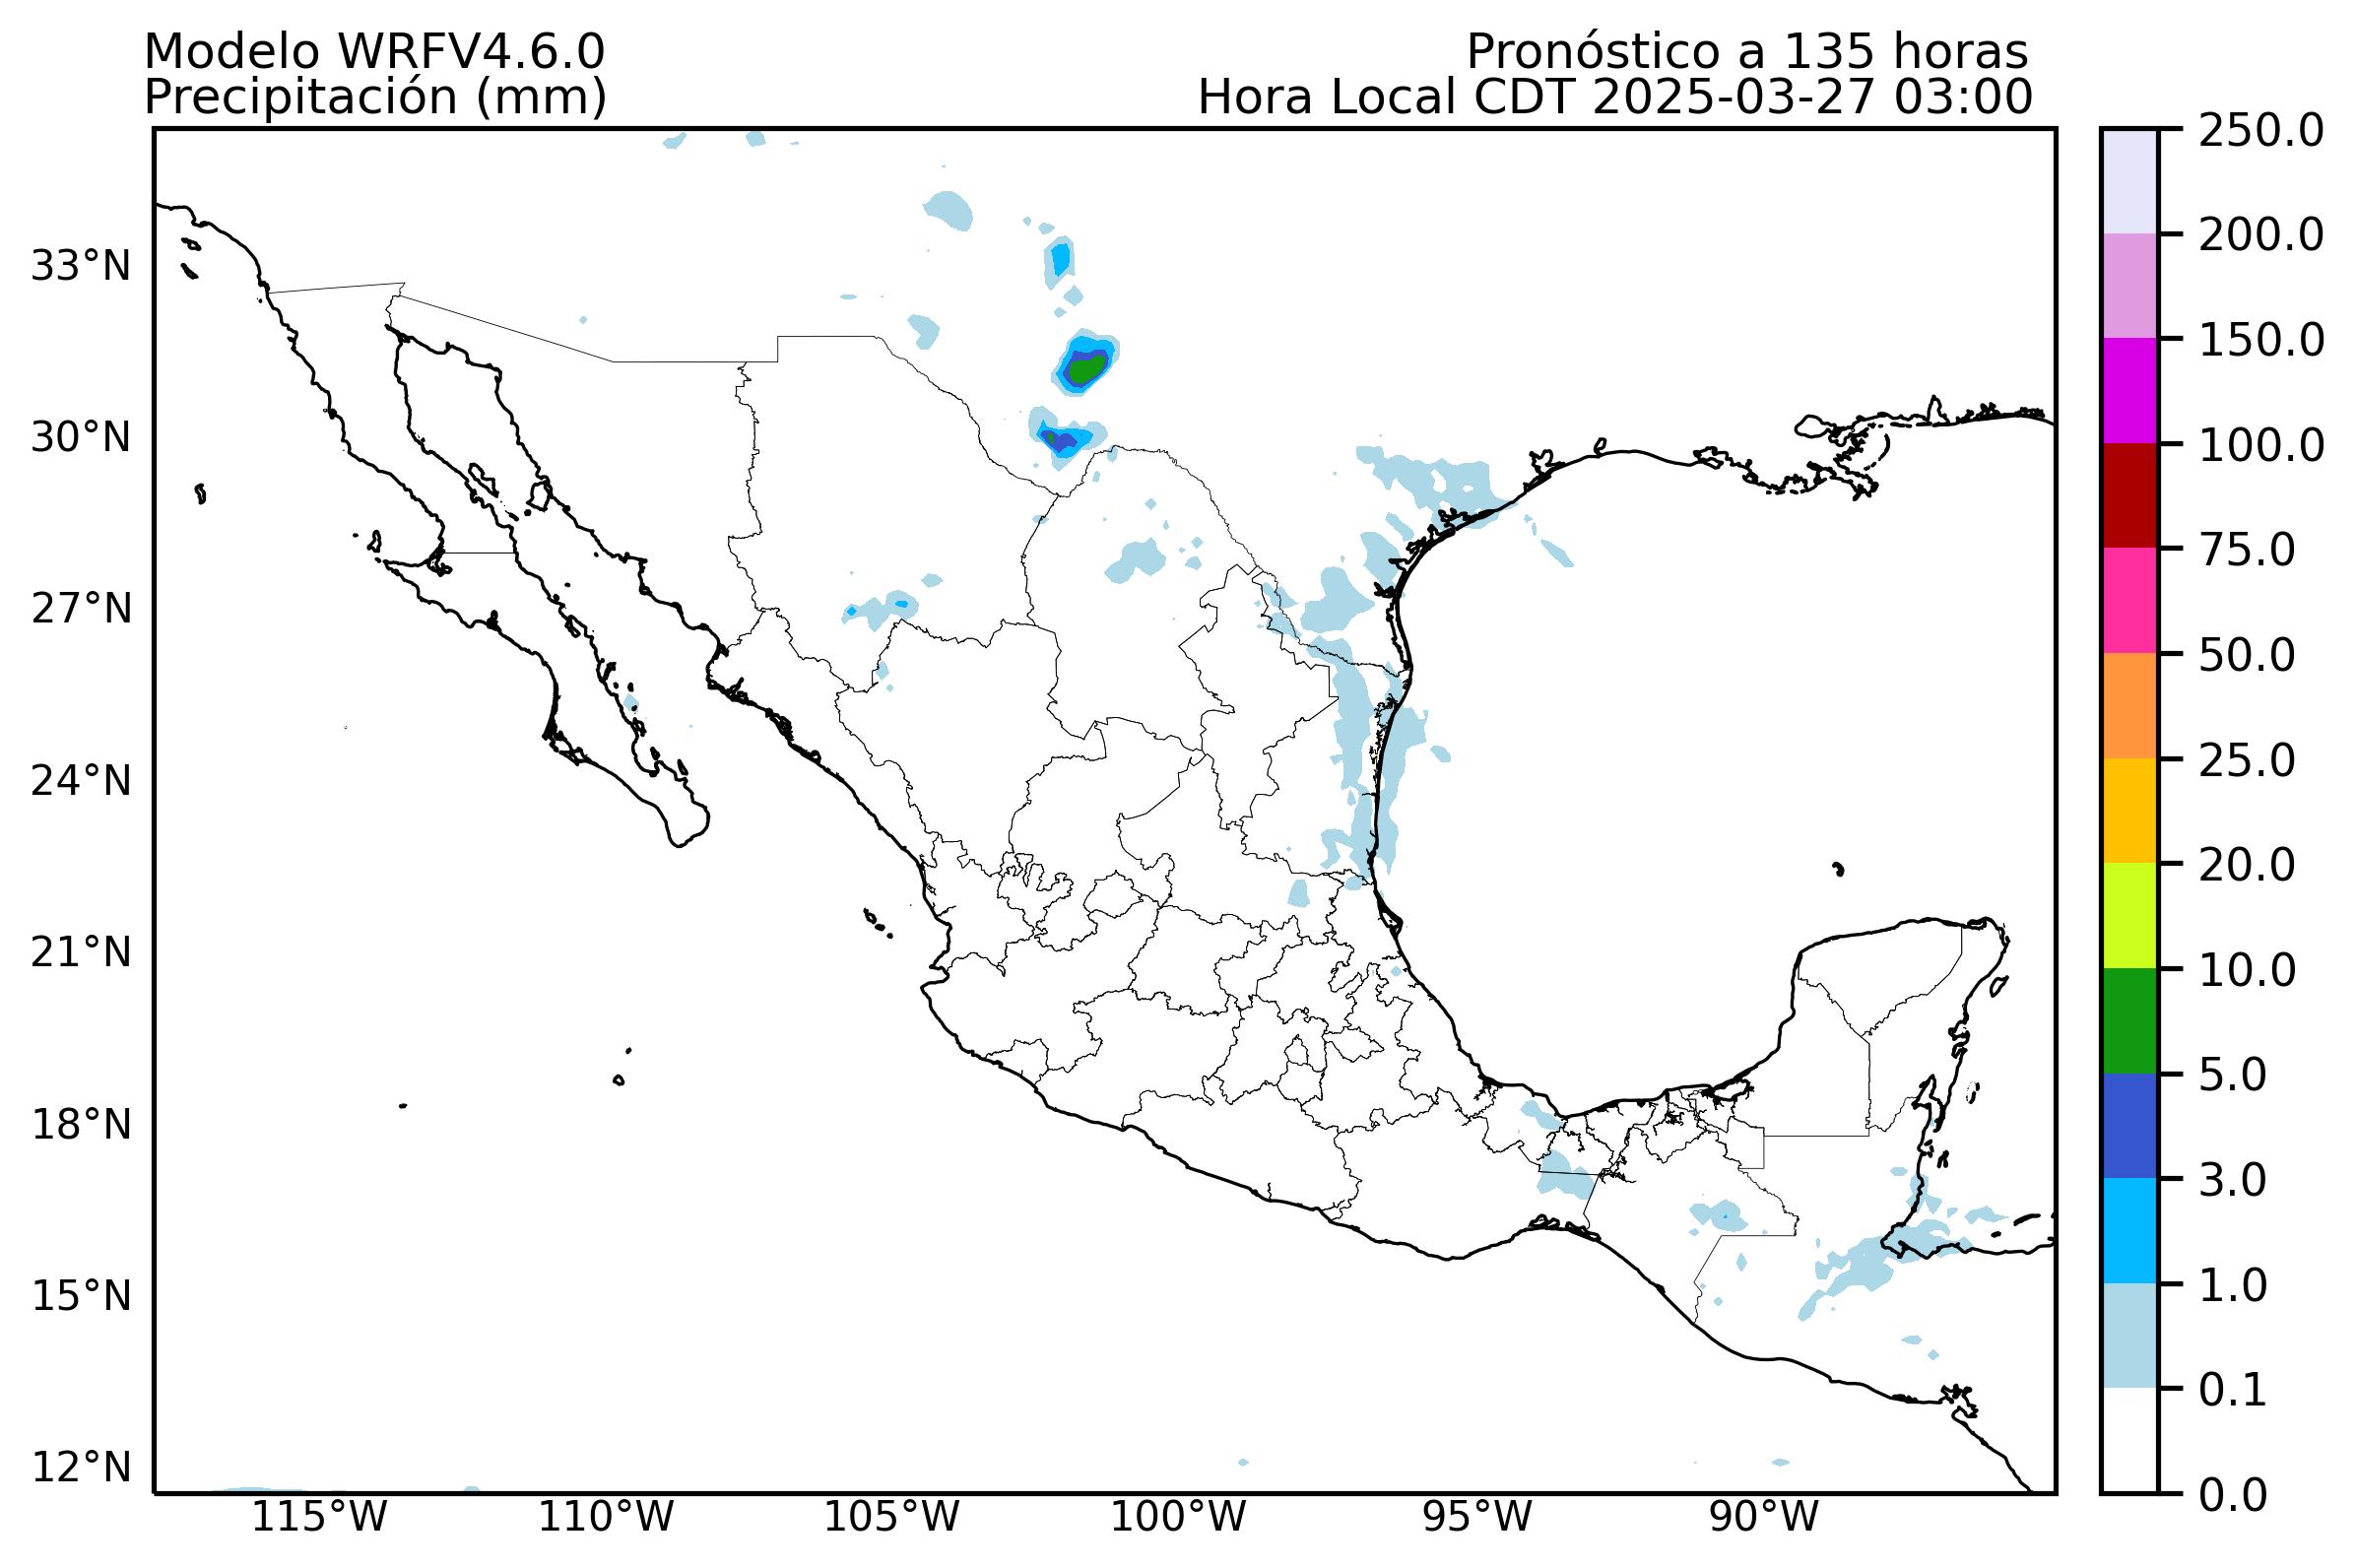 Modelo WRFV4.6.0
Pronóstico a 135 horas
Precipitación (mm)
Hora Local CDT 2025-03-27 03:00
250.0
200.0
33°N
150.0
30°N
100.0
75.0
27°N
50.0
24°N
25.0
20.0
21°N
10.0
5.0
18°N
3.0
15°N
1.0
0.1
12°N
0.0
115°W
110°W
105°W
100°W
95°W
90°W